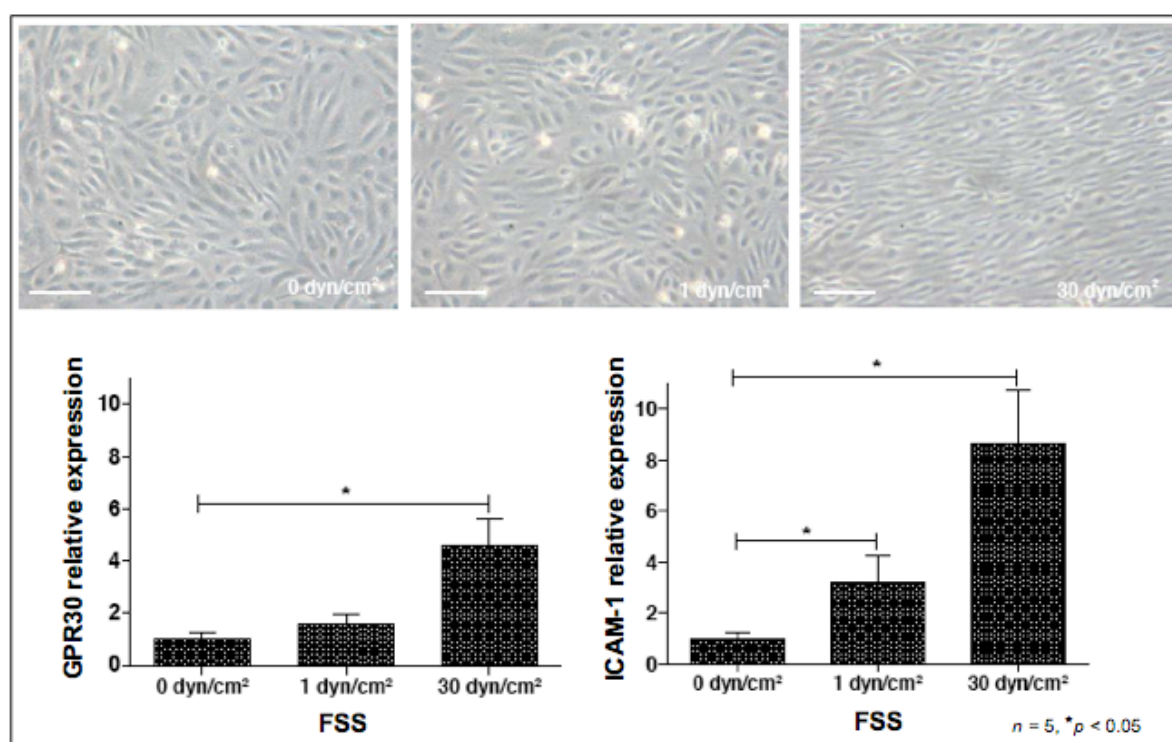 0 dyn/cm²
1 dyn/cm²
30 dyn/cm²
GPR30 relative expression
10
8
6
4
2
0
*
0 dyn/cm²
1 dyn/cm²
30 dyn/cm²
FSS
ICAM-1 relative expression
10
8
6
4
2
0
*
*
0 dyn/cm²
1 dyn/cm²
30 dyn/cm²
FSS
n = 5, *p < 0.05